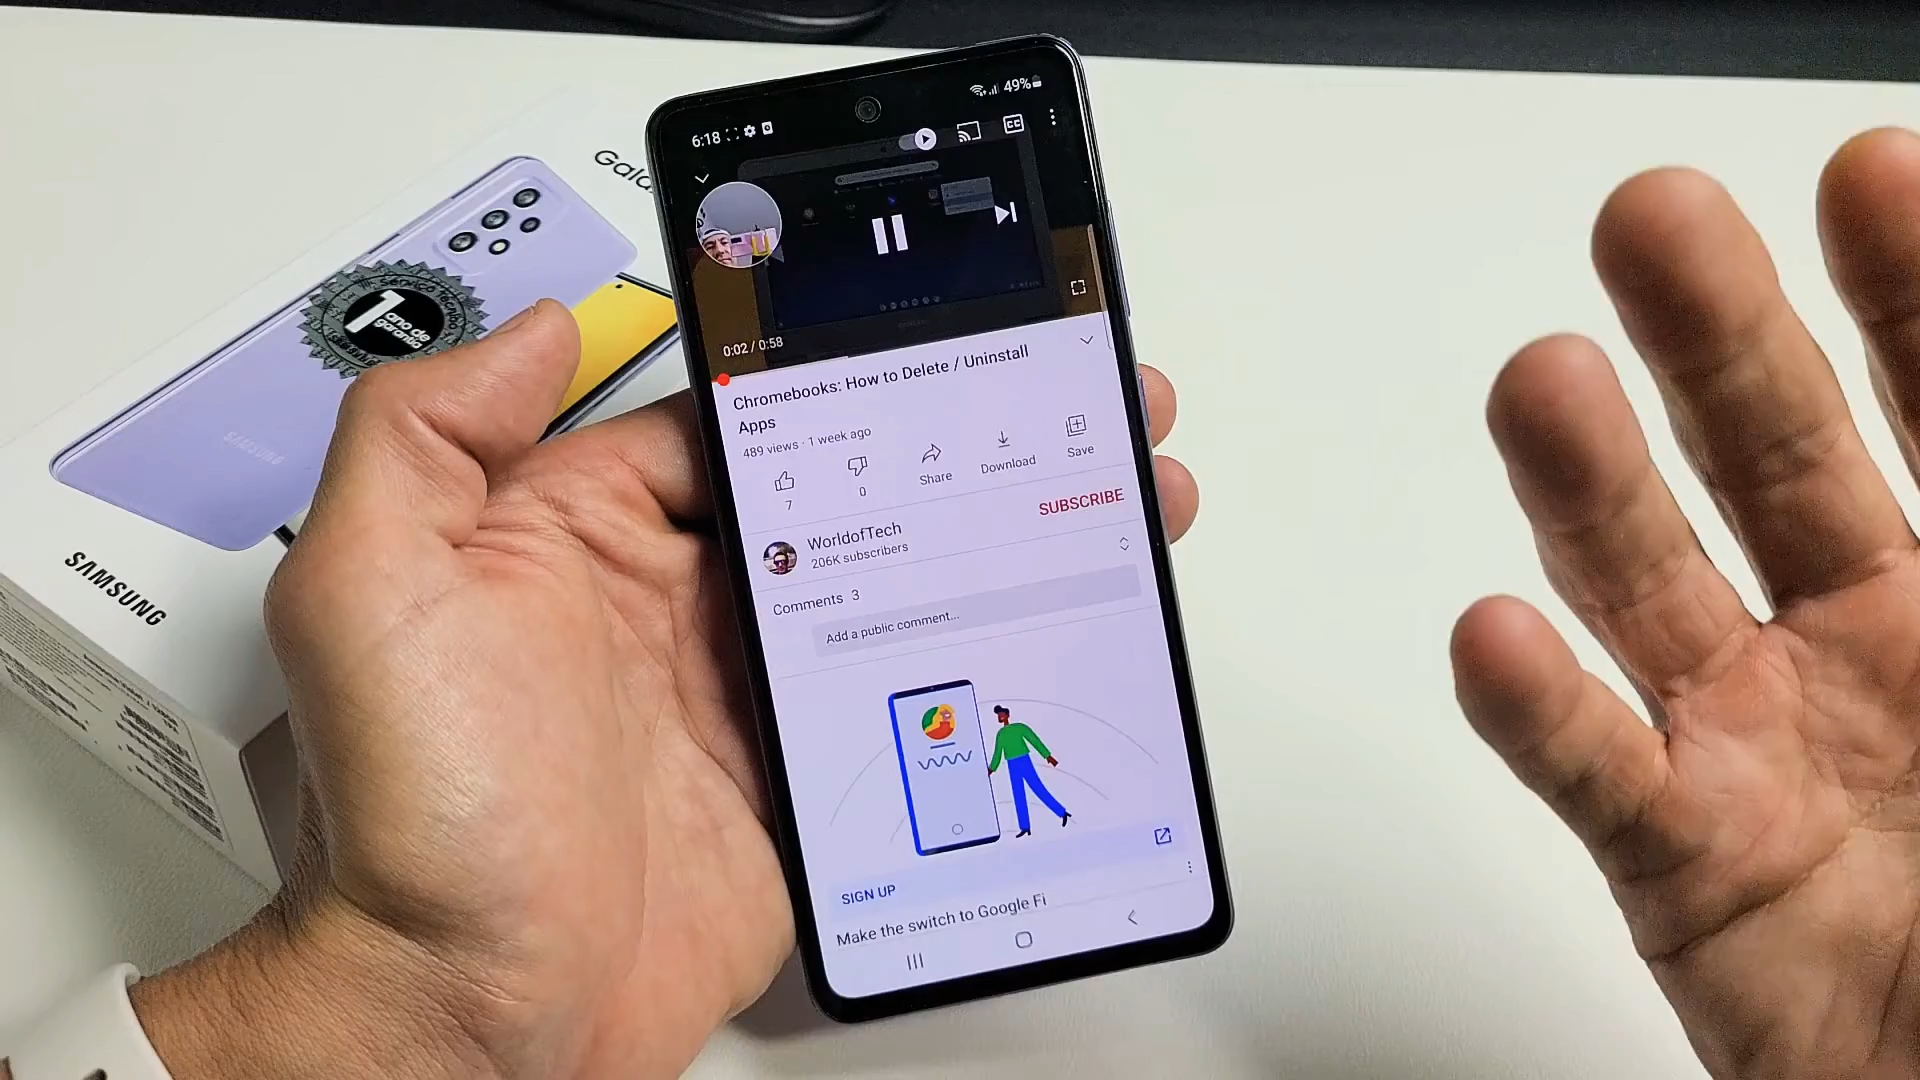 6:18
49%
CC
0:02 / 0:58
Chromebooks: How to Delete / Uninstall
Apps
489 views · 1 week ago
7
0
Share
Download
Save
WorldofTech
206K subscribers
SUBSCRIBE
Comments 3
Add a public comment...
SIGN UP
Make the switch to Google Fi
SAMSUNG
SAMSUNG
1 ano de
garantia